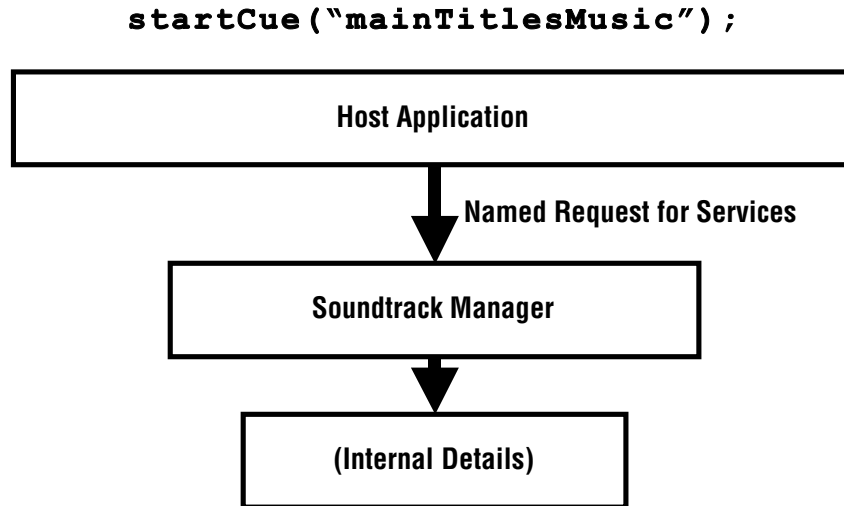 startCue(“mainTitlesMusic”);
Host Application
Named Request for Services
Soundtrack Manager
(Internal Details)